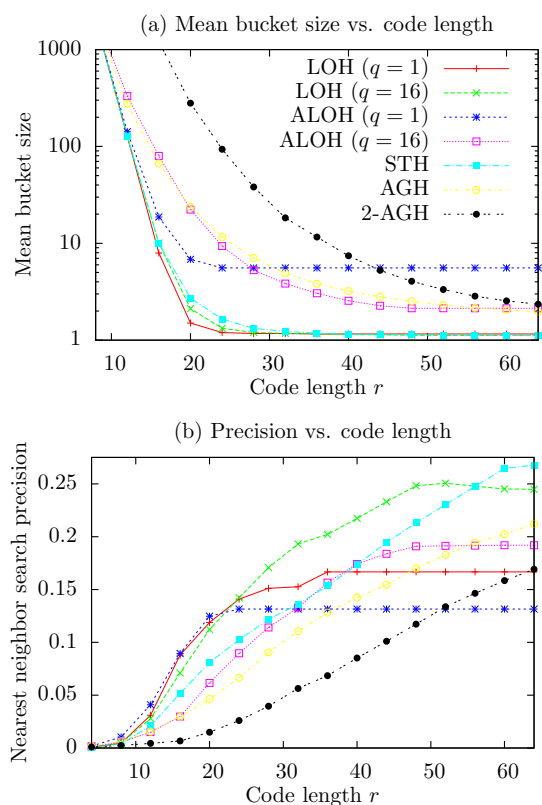 (a) Mean bucket size vs. code length
Mean bucket size
1000
100
10
1
LOH (q = 1)
LOH (q = 16)
ALOH (q = 1)
ALOH (q = 16)
STH
AGH
2-AGH
10 20 30 40 50 60
Code length r
(b) Precision vs. code length
Nearest neighbor search precision
0.25
0.2
0.15
0.1
0.05
0
10 20 30 40 50 60
Code length r